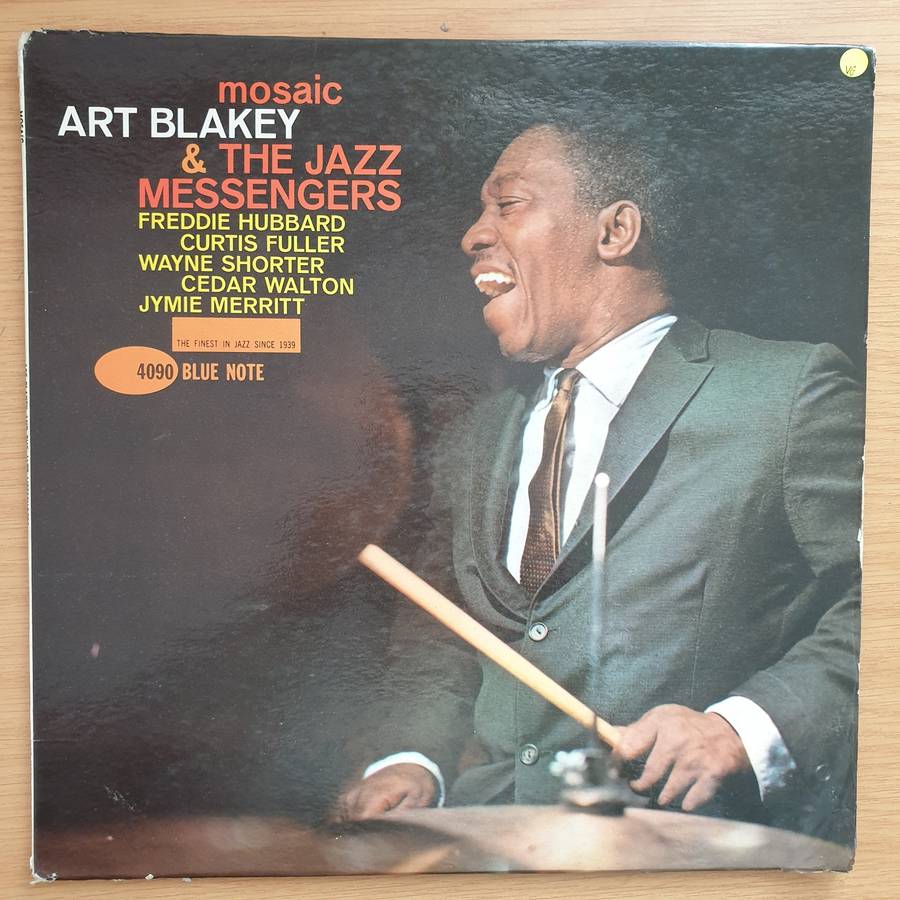 mosaic
ART BLAKEY
& THE JAZZ
MESSENGERS
FREDDIE HUBBARD
CURTIS FULLER
WAYNE SHORTER
CEDAR WALTON
JYMIE MERRITT
THE FINEST IN JAZZ SINCE 1939
4090 BLUE NOTE
VG